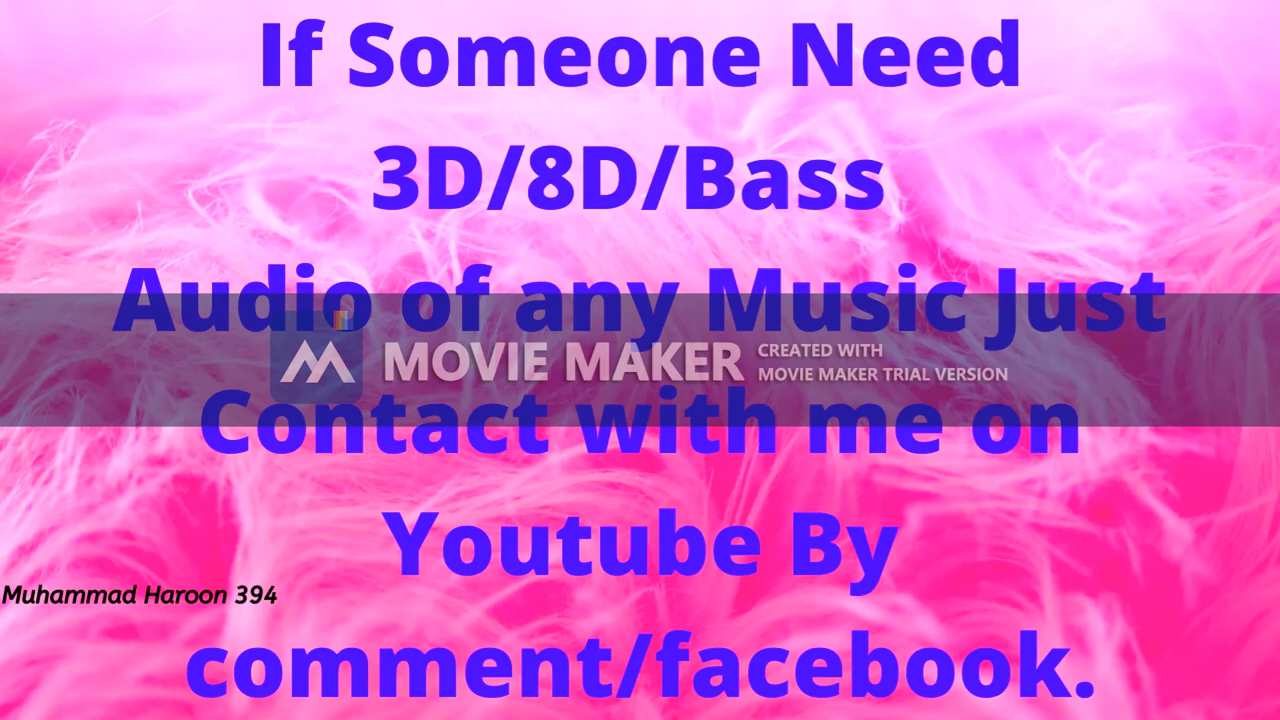 If Someone Need
3D/8D/Bass
Audio of any Music Just
MOVIE MAKER
CREATED WITH
MOVIE MAKER TRIAL VERSION
Contact with me on
Youtube By
Muhammad Haroon 394
comment/facebook.